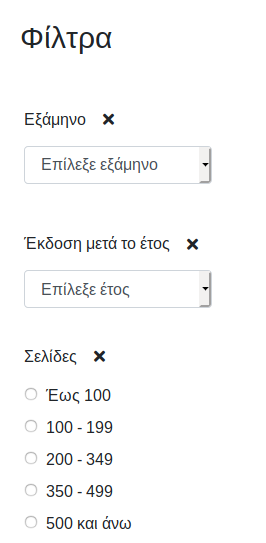 Φίλτρα
Εξάμηνο ✖
Επίλεξε εξάμηνο
Έκδοση μετά το έτος ✖
Επίλεξε έτος
Σελίδες ✖
Έως 100
100 - 199
200 - 349
350 - 499
500 και άνω